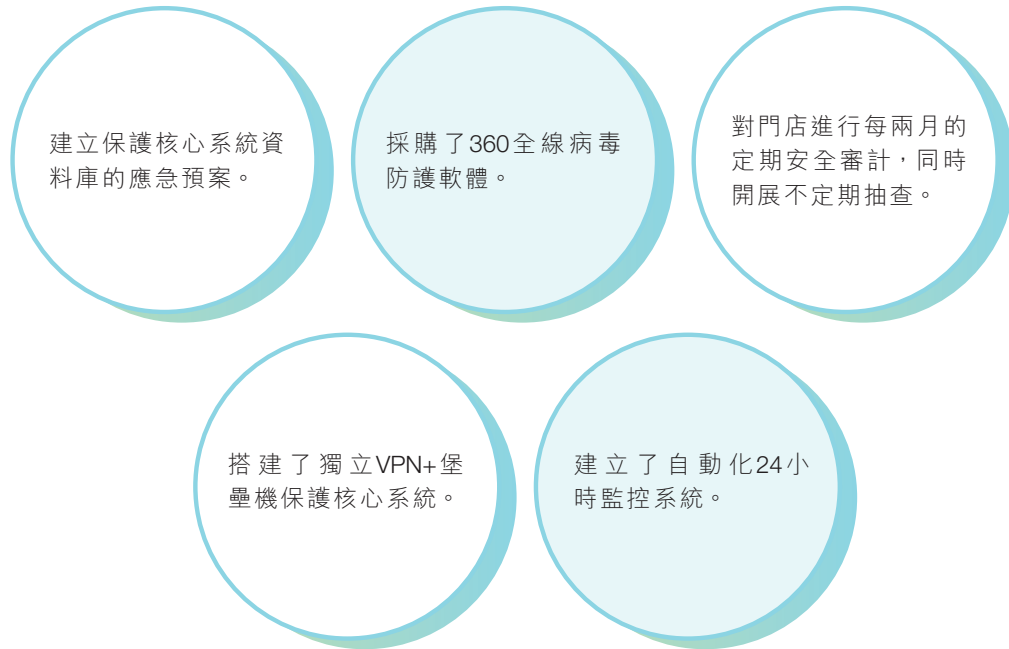 建立保護核心系統資
料庫的應急預案。
採購了360全線病毒
防護軟體。
對門店進行每兩月的
定期安全審計，同時
開展不定期抽查。
搭建了獨立VPN+堡
壘機保護核心系統。
建立了自動化24小
時監控系統。